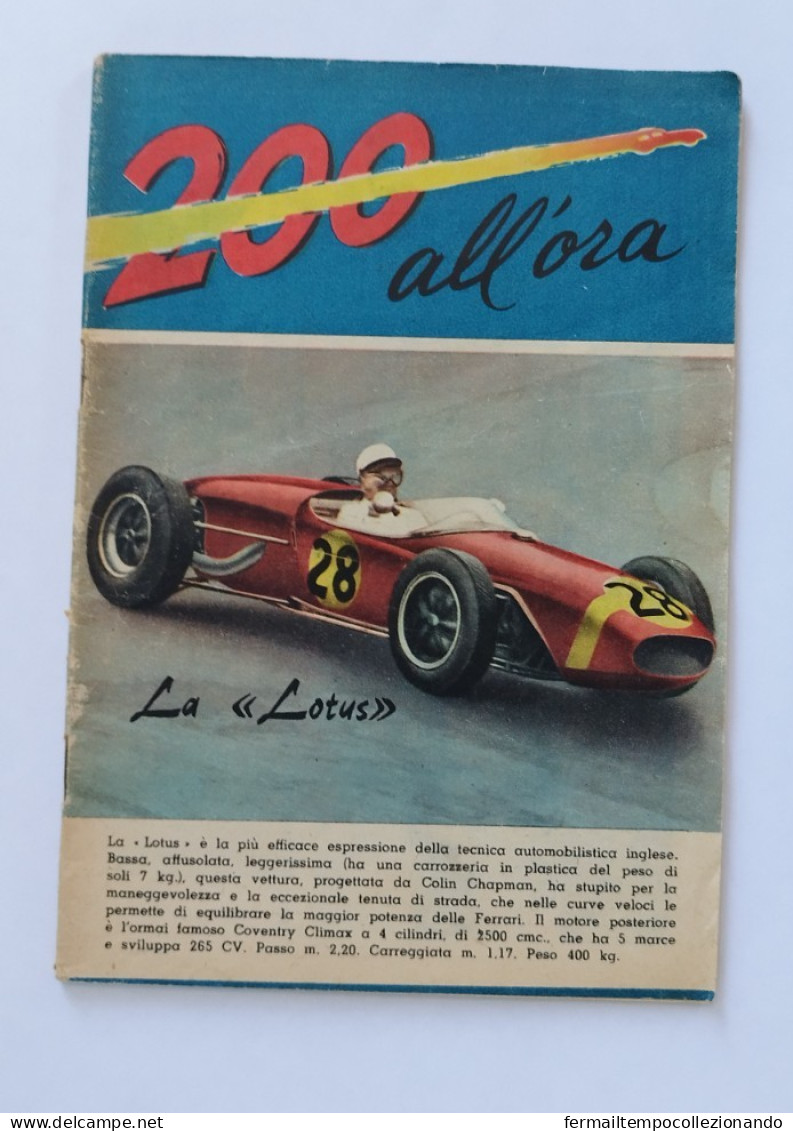 200
all'ora
28
28
La «Lotus»
La « Lotus » è la più efficace espressione della tecnica automobilistica inglese.
Bassa, affusolata, leggerissima (ha una carrozzeria in plastica del peso di
soli 7 kg.), questa vettura, progettata da Colin Chapman, ha stupito per la
maneggevolezza e la eccezionale tenuta di strada, che nelle curve veloci le
permette di equilibrare la maggior potenza delle Ferrari. Il motore posteriore
è l'ormai famoso Coventry Climax a 4 cilindri, di 2500 cmc., che ha 5 marce
e sviluppa 265 CV. Passo m. 2,20. Carreggiata m. 1,17. Peso 400 kg.
DELCAMPE.NET
fermailtempocollezionando